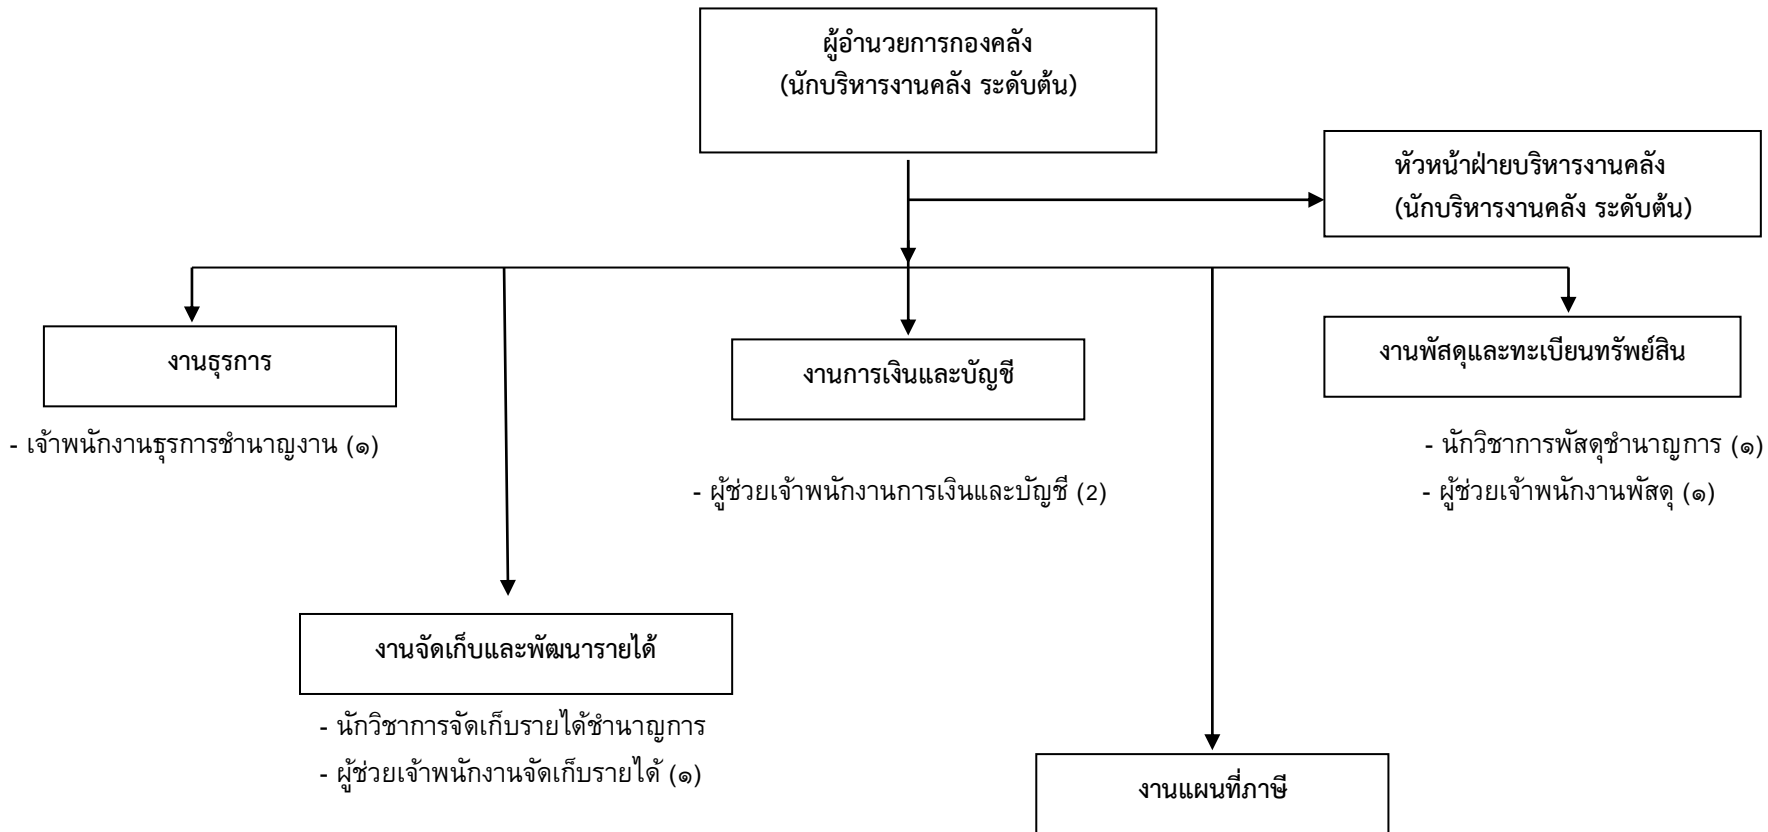 ผู้อำนวยการกองคลัง
(นักบริหารงานคลัง ระดับต้น)
หัวหน้าฝ่ายบริหารงานคลัง
(นักบริหารงานคลัง ระดับต้น)
งานธุรการ
- เจ้าพนักงานธุรการชำนาญงาน (๑)
งานการเงินและบัญชี
- ผู้ช่วยเจ้าพนักงานการเงินและบัญชี (2)
งานพัสดุและทะเบียนทรัพย์สิน
- นักวิชาการพัสดุชำนาญการ (๑)
- ผู้ช่วยเจ้าพนักงานพัสดุ (๑)
งานจัดเก็บและพัฒนารายได้
- นักวิชาการจัดเก็บรายได้ชำนาญการ
- ผู้ช่วยเจ้าพนักงานจัดเก็บรายได้ (๑)
งานแผนที่ภาษี